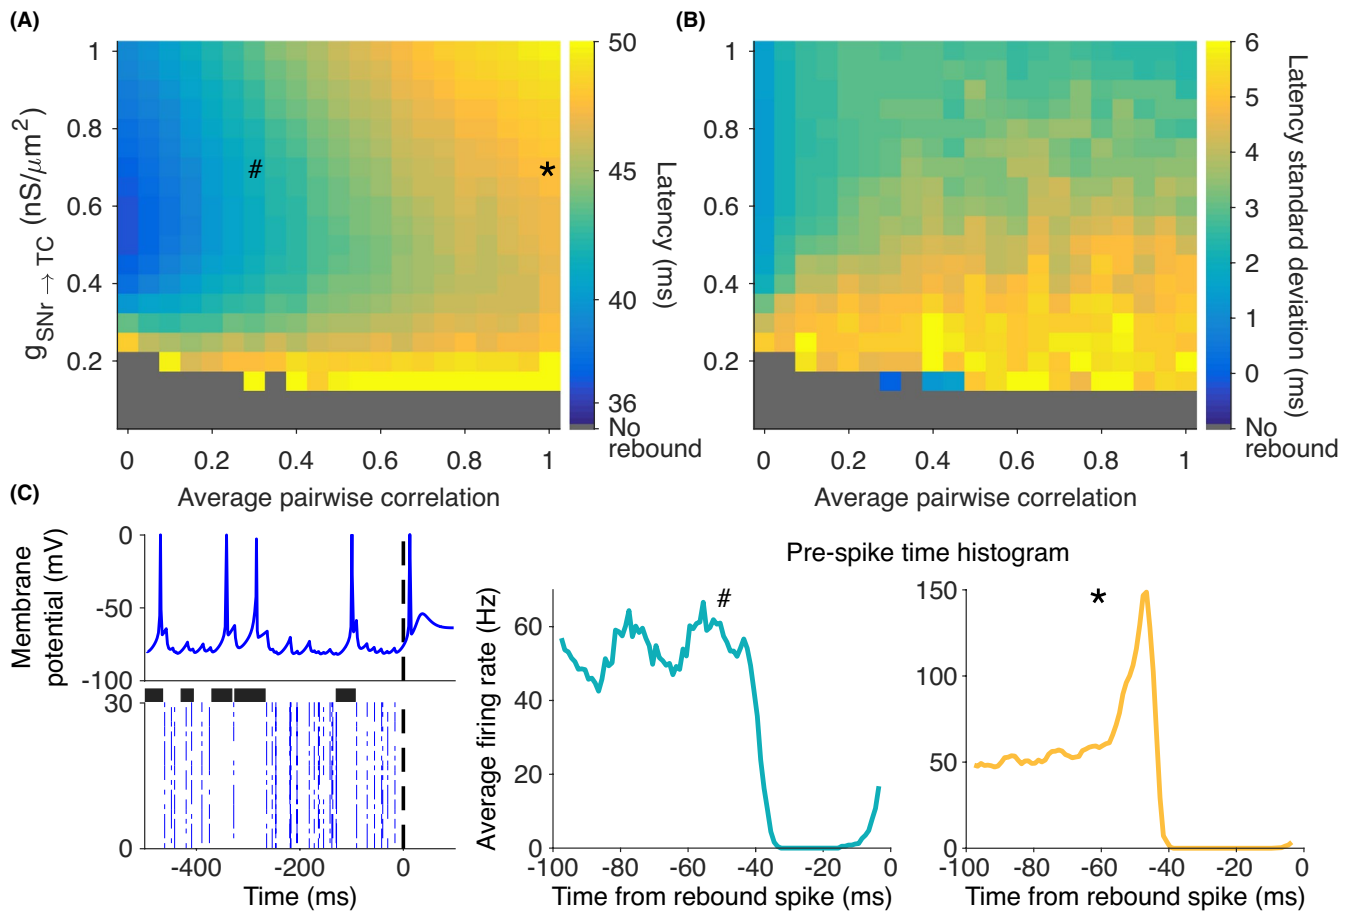 (A)
(B)
1
0.8
0.6
0.4
0.2
g SNr → TC (nS/μm²)
#
*
0 0.2 0.4 0.6 0.8 1
Average pairwise correlation
50
45
40
36
No
rebound
Latency (ms)
1
0.8
0.6
0.4
0.2
0 0.2 0.4 0.6 0.8 1
Average pairwise correlation
6
5
4
3
2
1
0
No
rebound
Latency standard deviation (ms)
(C)
Membrane
potential (mV)
0
-50
-100
30
0
-400 -200 0
Time (ms)
Pre-spike time histogram
Average firing rate (Hz)
60
40
20
0
#
-100 -80 -60 -40 -20 0
Time from rebound spike (ms)
150
100
50
0
*
-100 -80 -60 -40 -20 0
Time from rebound spike (ms)